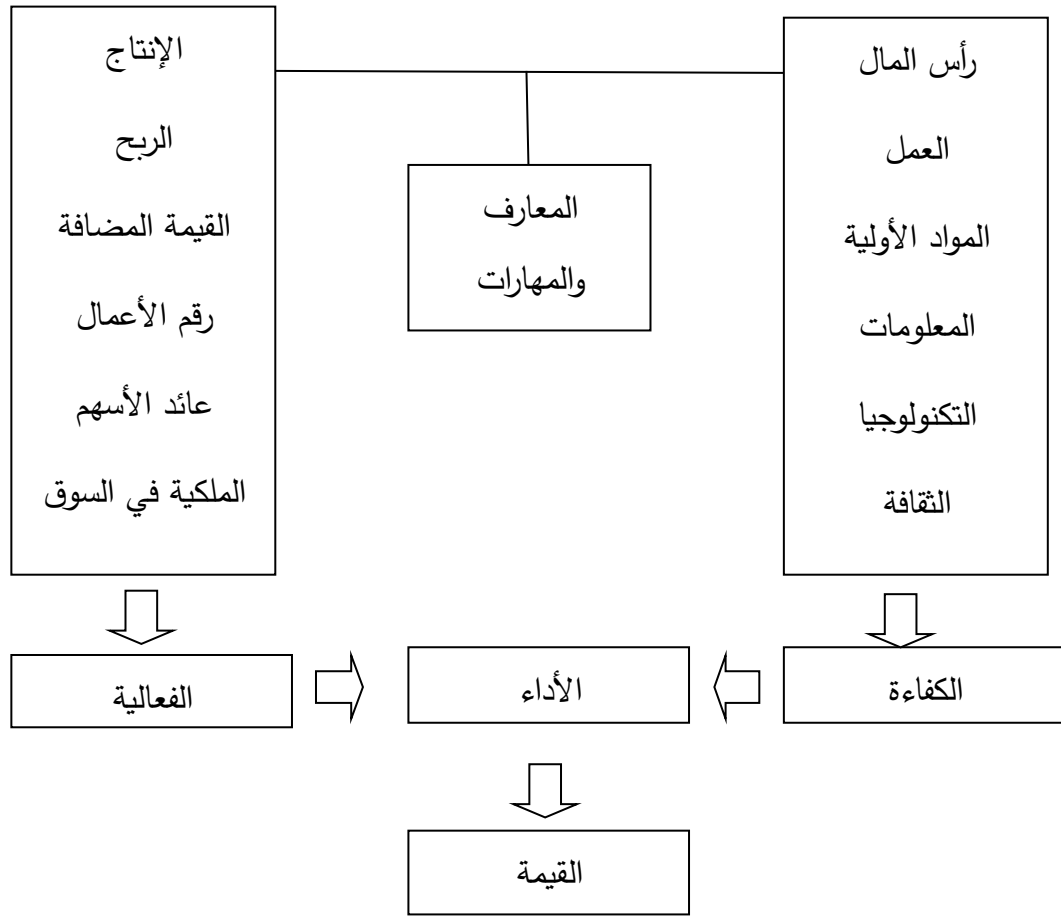 رأس المال
العمل
المواد الأولية
المعلومات
التكنولوجيا
الثقافة
المعارف
والمهارات
الإنتاج
الربح
القيمة المضافة
رقم الأعمال
عائد الأسهم
الملكية في السوق
الكفاءة
الأداء
الفعالية
القيمة